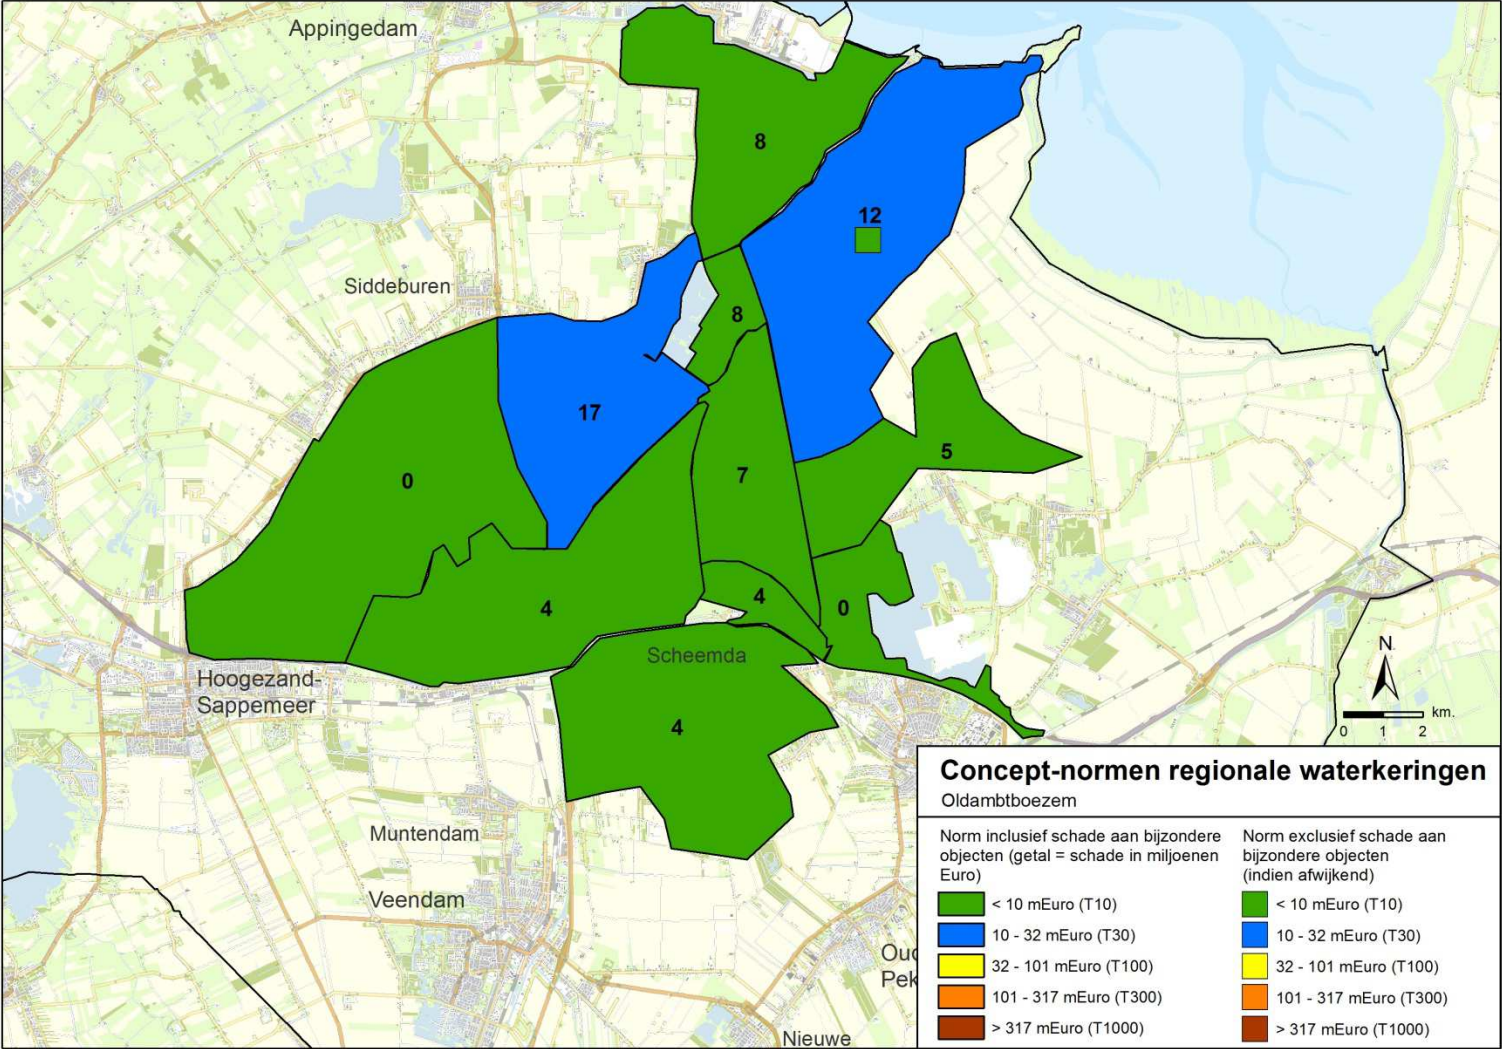 Appingedam
8
12
Siddeburen
8
17
5
0
7
4
4
0
Scheemda
Hoogezand-
Sappemeer
4
N
km.
0 1 2
Muntendam
Veendam
Oud
Pek
Nieuwe
Concept-normen regionale waterkeringen
Oldambtboezem
Norm inclusief schade aan bijzondere
objecten (getal = schade in miljoenen
Euro)
< 10 mEuro (T10)
10 - 32 mEuro (T30)
32 - 101 mEuro (T100)
101 - 317 mEuro (T300)
> 317 mEuro (T1000)
Norm exclusief schade aan
bijzondere objecten
(indien afwijkend)
< 10 mEuro (T10)
10 - 32 mEuro (T30)
32 - 101 mEuro (T100)
101 - 317 mEuro (T300)
> 317 mEuro (T1000)